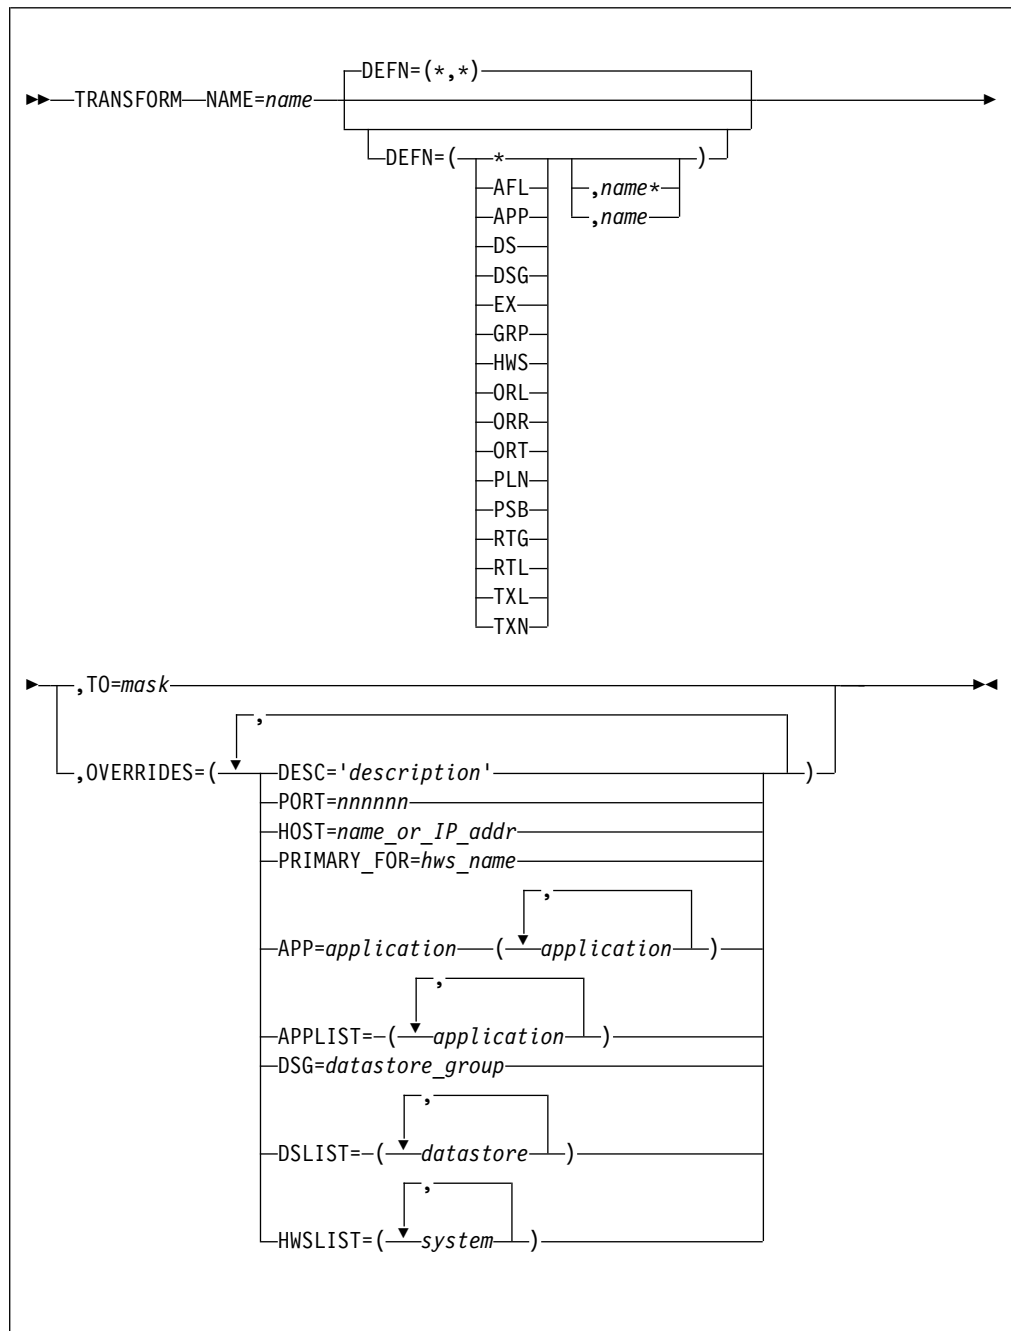 DEFN=(*,*)
TRANSFORM NAME=name
DEFN=( * )
AFL ,name*
APP ,name
DS
DSG
EX
GRP
HWS
ORL
ORR
ORT
PLN
PSB
RTG
RTL
TXL
TXN
,TO=mask
,
,OVERRIDES=( DESC='description' )
PORT=nnnnnn
HOST=name_or_IP_addr
PRIMARY_FOR=hws_name
,
APP=application ( application )
,
APPLIST= ( application )
DSG=datastore_group
,
DSLIST= ( datastore )
,
HWSLIST=( system )